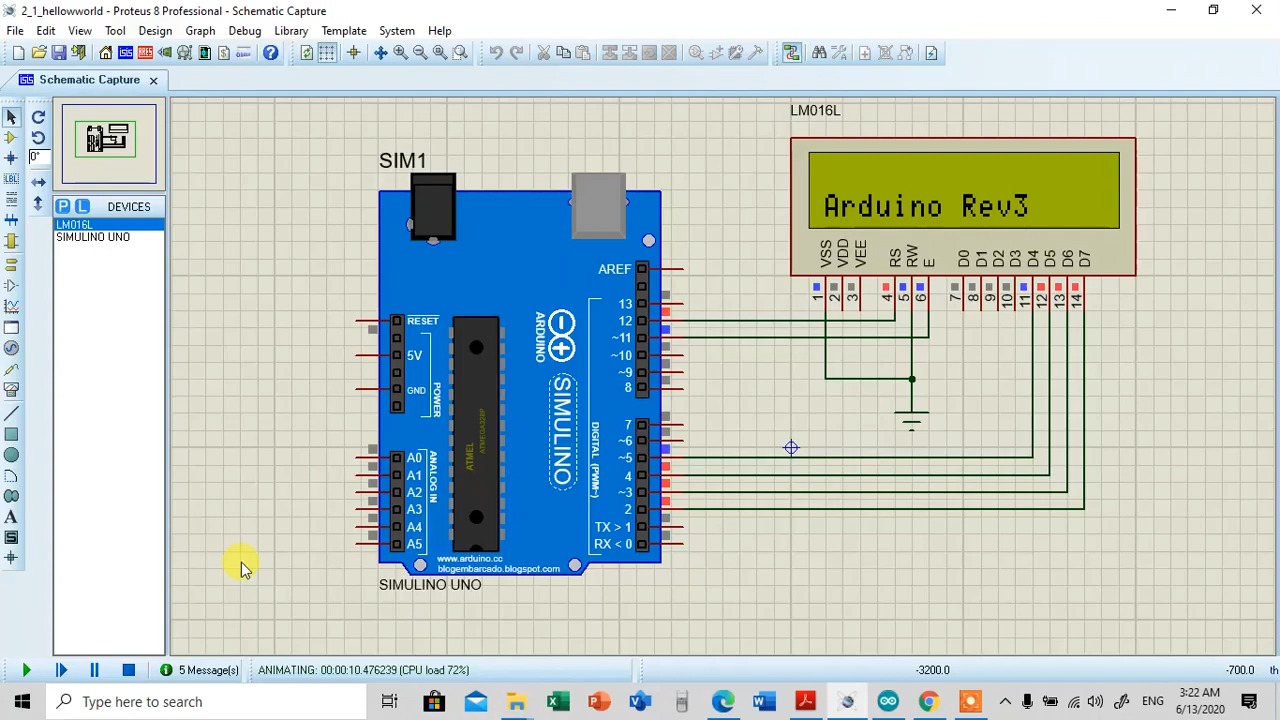 2_1_hellowworld - Proteus 8 Professional - Schematic Capture
File Edit View Tool Design Graph Debug Library Template System Help
Schematic Capture
0°
LBL
P L DEVICES
LM016L
SIMULINO UNO
SIM1
LM016L
Arduino Rev3
VSS VDD VEE RS RW E D0 D1 D2 D3 D4 D5 D6 D7
1 2 3 4 5 6 7 8 9 10 11 12 13 14
AREF
13
12
~11
~10
~9
8
7
~6
~5
4
~3
2
TX > 1
RX < 0
RESET
5V
GND
POWER
A0
A1
A2
A3
A4
A5
ANALOG IN
ATMEL
ATMEGA328P
ARDUINO
SIMULINO
DIGITAL (PWM~)
www.arduino.cc
blogembarcado.blogspot.com
SIMULINO UNO
5 Message(s)
ANIMATING: 00:00:10.476239 (CPU load 72%)
-3200.0
-700.0
th
Type here to search
3:22 AM
6/13/2020